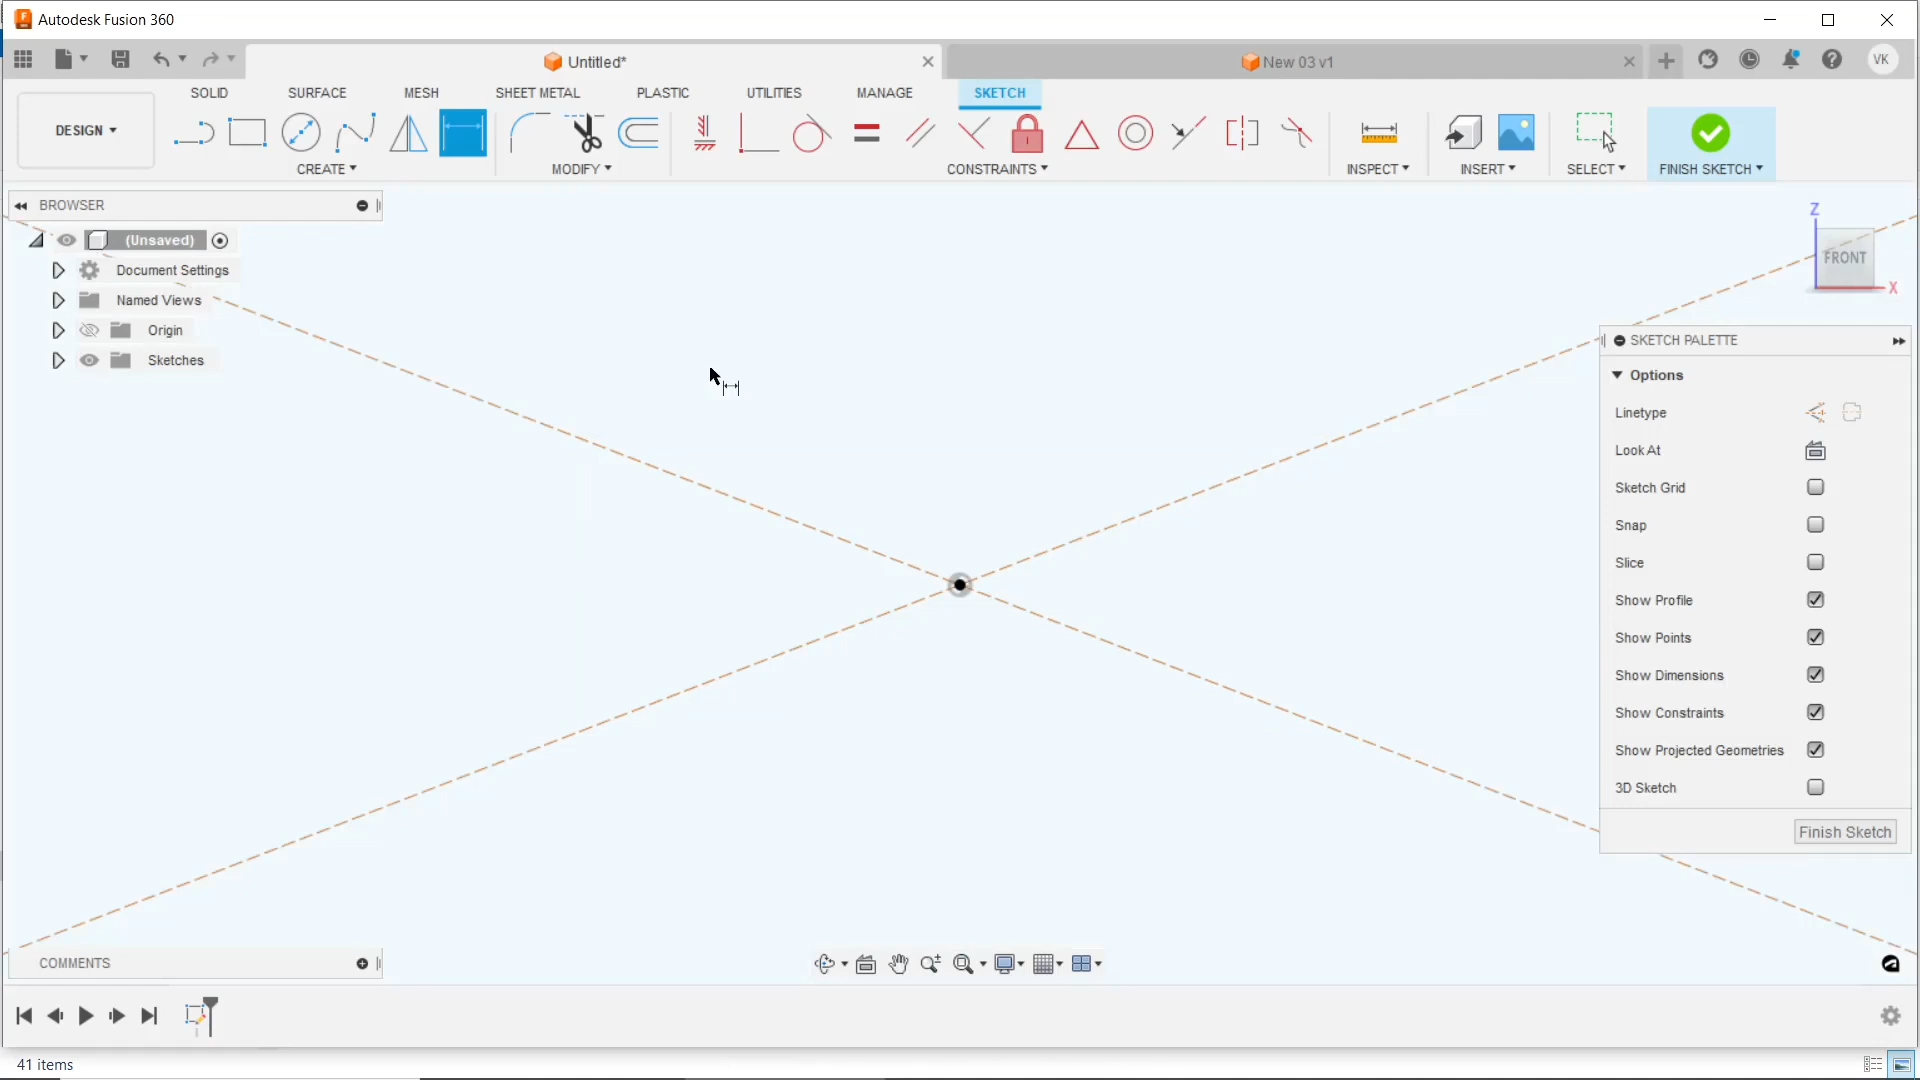 Autodesk Fusion 360
Untitled*
New 03 v1
VK
SOLID
SURFACE
MESH
SHEET METAL
PLASTIC
UTILITIES
MANAGE
SKETCH
DESIGN
CREATE
MODIFY
CONSTRAINTS
INSPECT
INSERT
SELECT
FINISH SKETCH
BROWSER
(Unsaved)
Document Settings
Named Views
Origin
Sketches
Z
FRONT
X
SKETCH PALETTE
Options
Linetype
Look At
Sketch Grid
Snap
Slice
Show Profile
Show Points
Show Dimensions
Show Constraints
Show Projected Geometries
3D Sketch
Finish Sketch
COMMENTS
41 items